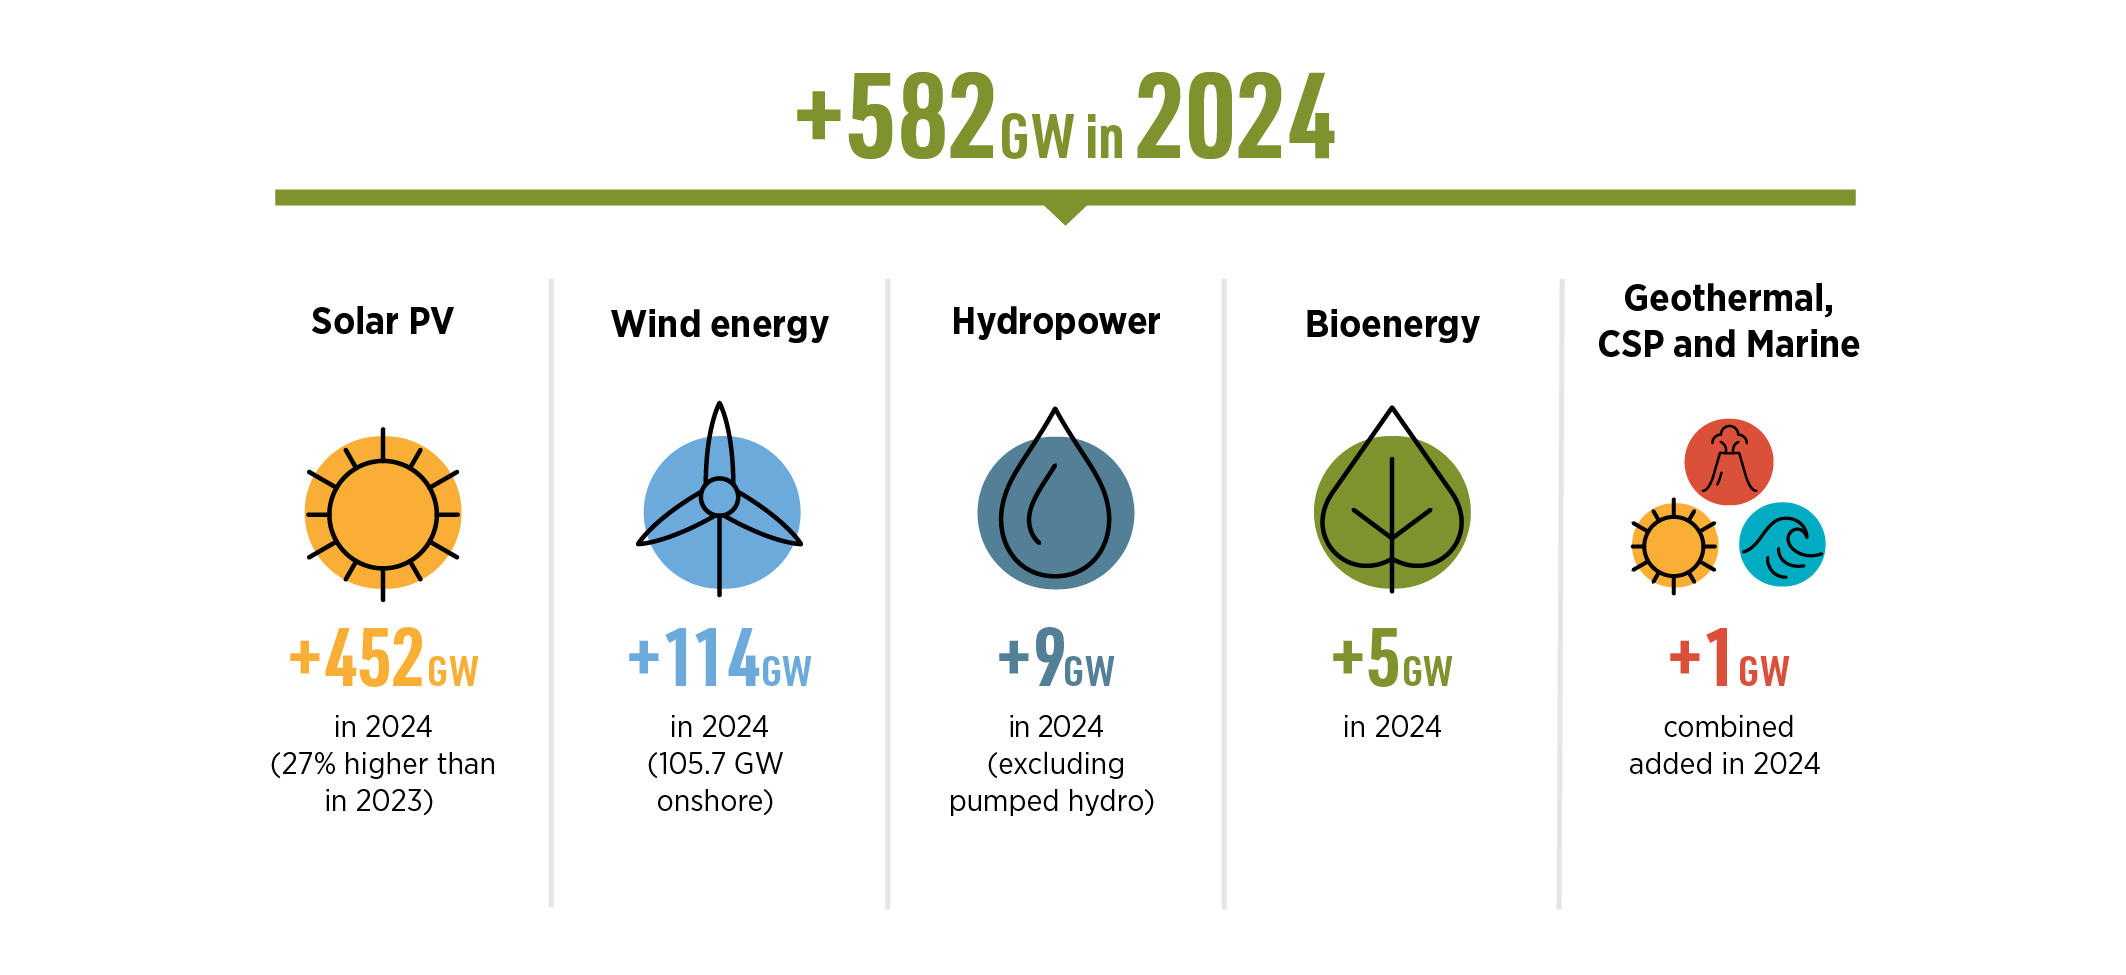 +582GW in 2024
Solar PV
+452GW
in 2024
(27% higher than
in 2023)
Wind energy
+114GW
in 2024
(105.7 GW
onshore)
Hydropower
+9GW
in 2024
(excluding
pumped hydro)
Bioenergy
+5GW
in 2024
Geothermal,
CSP and Marine
+1GW
combined
added in 2024